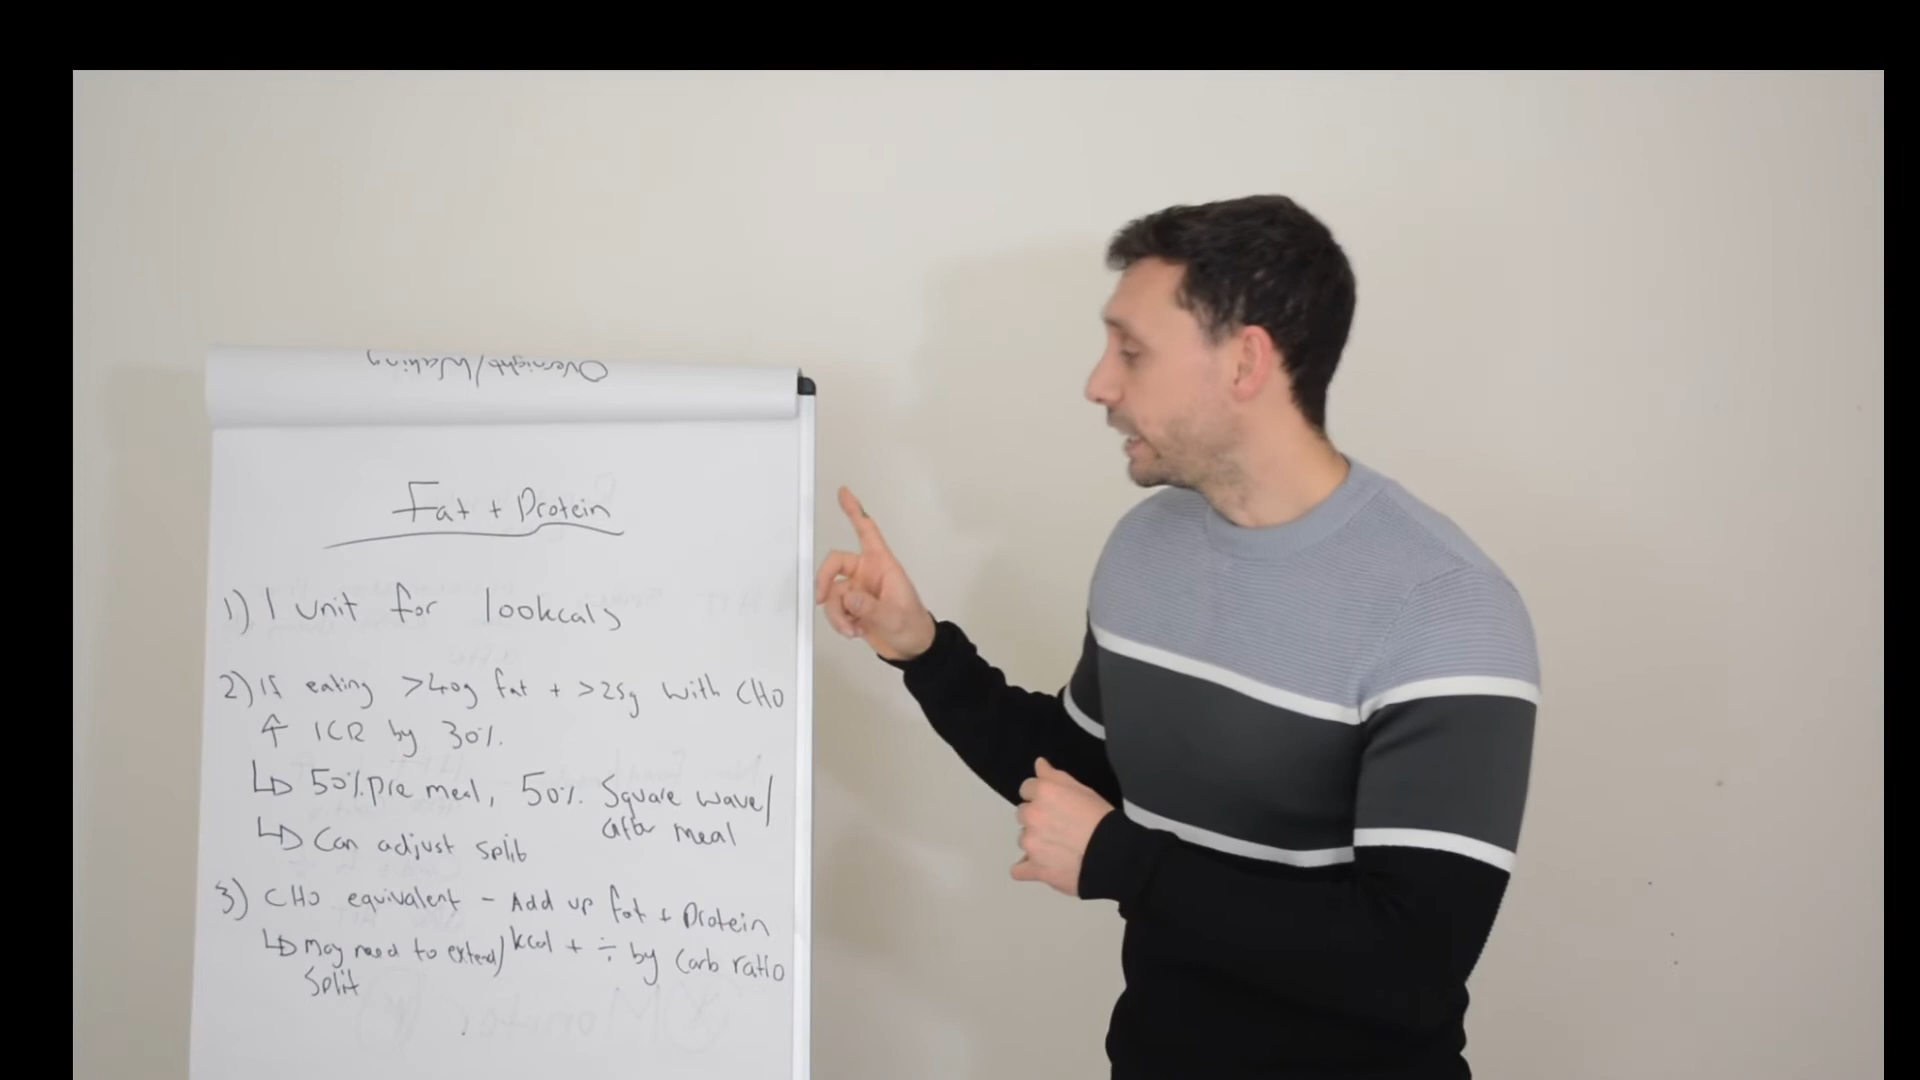 Overnight/Waking
Fat + Protein
1) 1 unit for 100kcals
2) If eating >40g fat + >25g with CHO
↑ ICR by 30%.
↳ 50% pre meal, 50% Square wave/
after meal
↳ Can adjust split
3) CHO equivalent - Add up fat + Protein
kcal + ÷ by Carb ratio
↳ may need to extend/
split